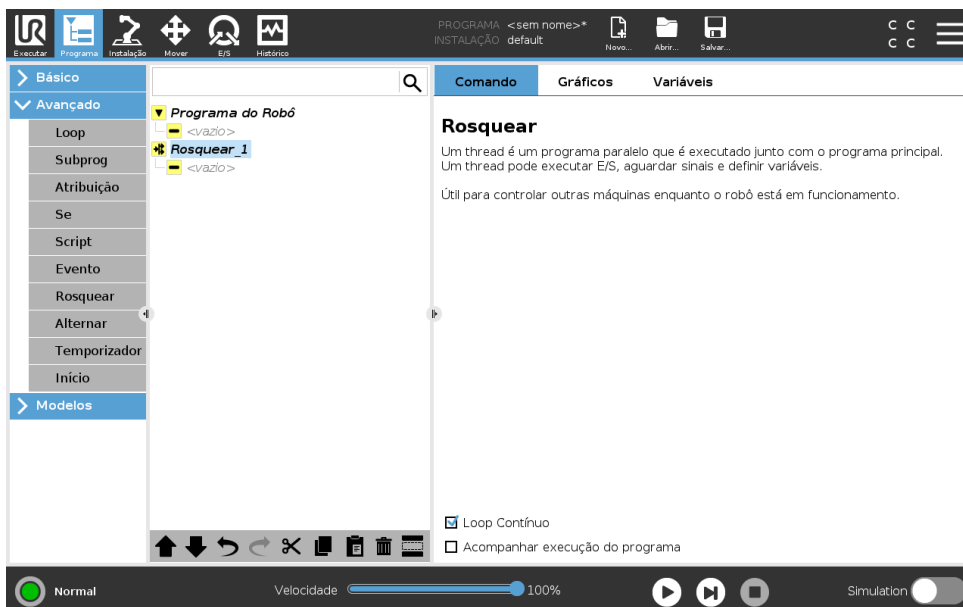 UR
Executar
Programa
Instalação
Mover
E/S
Histórico
PROGRAMA <sem nome>*
INSTALAÇÃO default
Novo...
Abrir...
Salvar...
C C
C C
Básico
Avançado
Loop
Subprog
Atribuição
Se
Script
Evento
Rosquear
Alternar
Temporizador
Início
Modelos
Programa do Robô
<vazio>
Rosquear_1
<vazio>
Comando
Gráficos
Variáveis
Rosquear
Um thread é um programa paralelo que é executado junto com o programa principal.
Um thread pode executar E/S, aguardar sinais e definir variáveis.
Útil para controlar outras máquinas enquanto o robô está em funcionamento.
Loop Contínuo
Acompanhar execução do programa
Normal
Velocidade
100%
Simulation